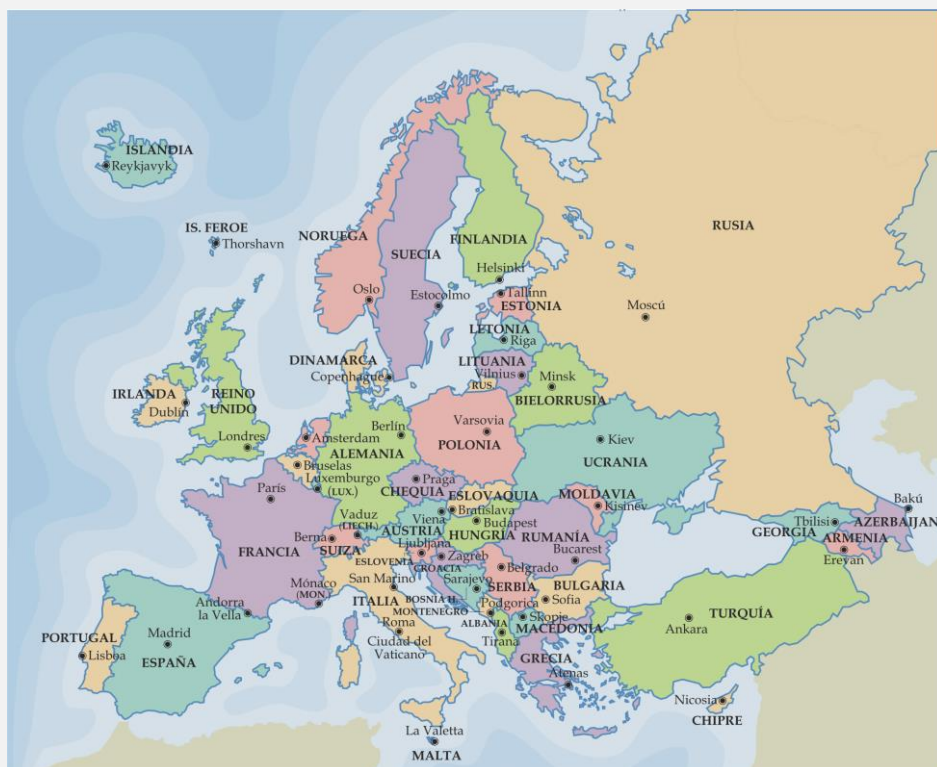 ISLANDIA
Reykjavyk
IS. FEROE
Thorshavn
NORUEGA
SUECIA
FINLANDIA
RUSIA
Helsinki
Oslo
Estocolmo
Tallinn
ESTONIA
Moscú
LETONIA
Riga
DINAMARCA
Copenhague
LITUANIA
Vilnius
RUS.
Minsk
BIELORRUSIA
IRLANDA
Dublín
REINO
UNIDO
Londres
Amsterdam
Berlín
ALEMANIA
Varsovia
POLONIA
Kiev
UCRANIA
Bruselas
Luxemburgo
(LUX.)
Praga
CHEQUIA
ESLOVAQUIA
Bratislava
MOLDAVIA
Kisinev
París
FRANCIA
Vaduz
(LIECH.)
Viena
AUSTRIA
Budapest
HUNGRÍA
RUMANÍA
Bucarest
Berna
SUIZA
Ljubljana
ESLOVENIA
Zagreb
CROACIA
Belgrado
SERBIA
Tbilisi
GEORGIA
Bakú
AZERBAIJAN
ARMENIA
Ereván
Mónaco
(MON.)
San Marino
ITALIA
Sarajevo
BOSNIA H.
MONTENEGRO
Podgorica
BULGARIA
Sofia
Andorra
la Vella
Roma
Ciudad del
Vaticano
ALBANIA
Tirana
Skopje
MACEDONIA
TURQUÍA
Ankara
PORTUGAL
Lisboa
Madrid
ESPAÑA
GRECIA
Atenas
Nicosia
CHIPRE
La Valetta
MALTA